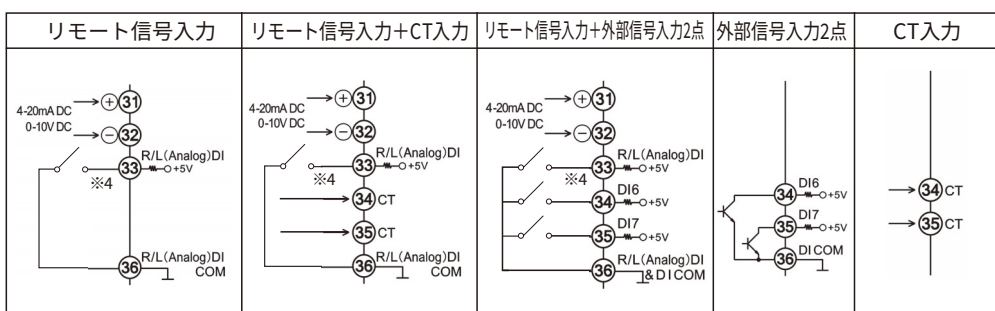 リモート信号入力
リモート信号入力+CT入力
リモート信号入力+外部信号入力2点
外部信号入力2点
CT入力
4-20mA DC
0-10V DC
+
−
31
32
33
R/L(Analog)DI
+5V
※4
36
R/L(Analog)DI
COM
4-20mA DC
0-10V DC
+
−
31
32
33
R/L(Analog)DI
+5V
※4
34
CT
35
CT
36
R/L(Analog)DI
COM
4-20mA DC
0-10V DC
+
−
31
32
33
R/L(Analog)DI
+5V
※4
34
DI6
+5V
35
DI7
+5V
36
R/L(Analog)DI
&DICOM
34
DI6
+5V
35
DI7
+5V
36
DICOM
34 CT
35 CT